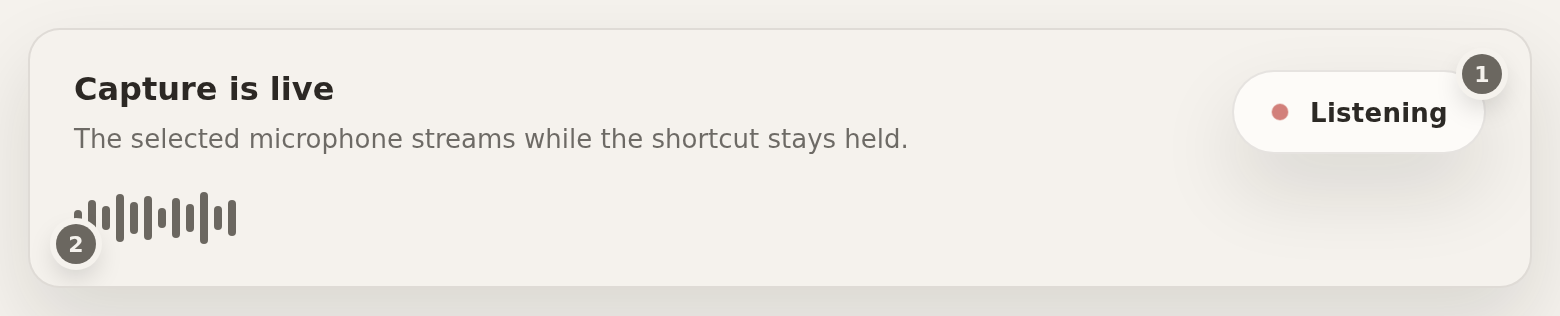 Capture is live
The selected microphone streams while the shortcut stays held.
1
Listening
2